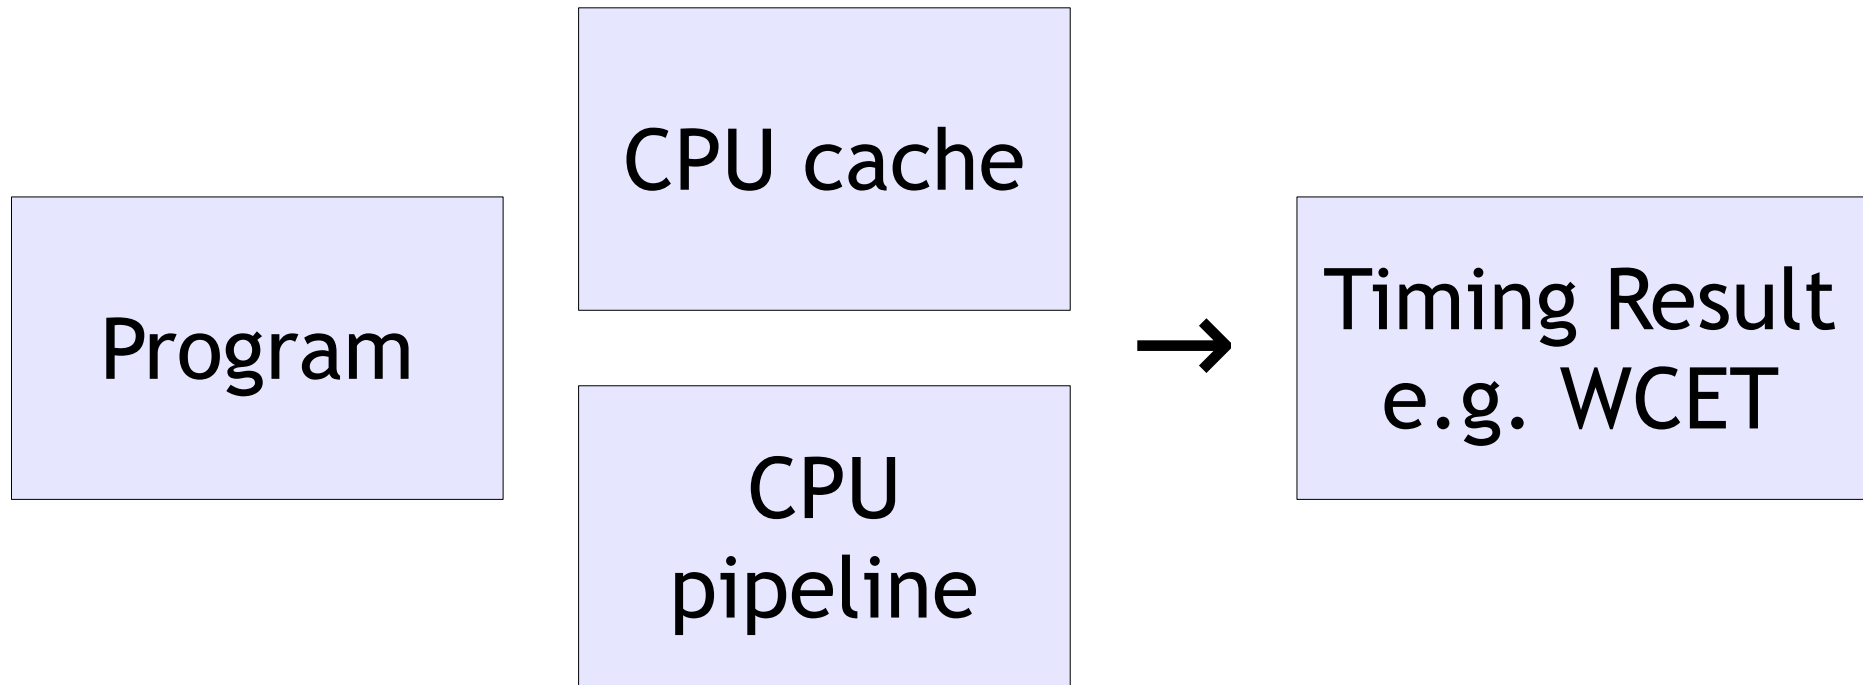 Program
CPU cache
CPU
pipeline
→
Timing Result
e.g. WCET